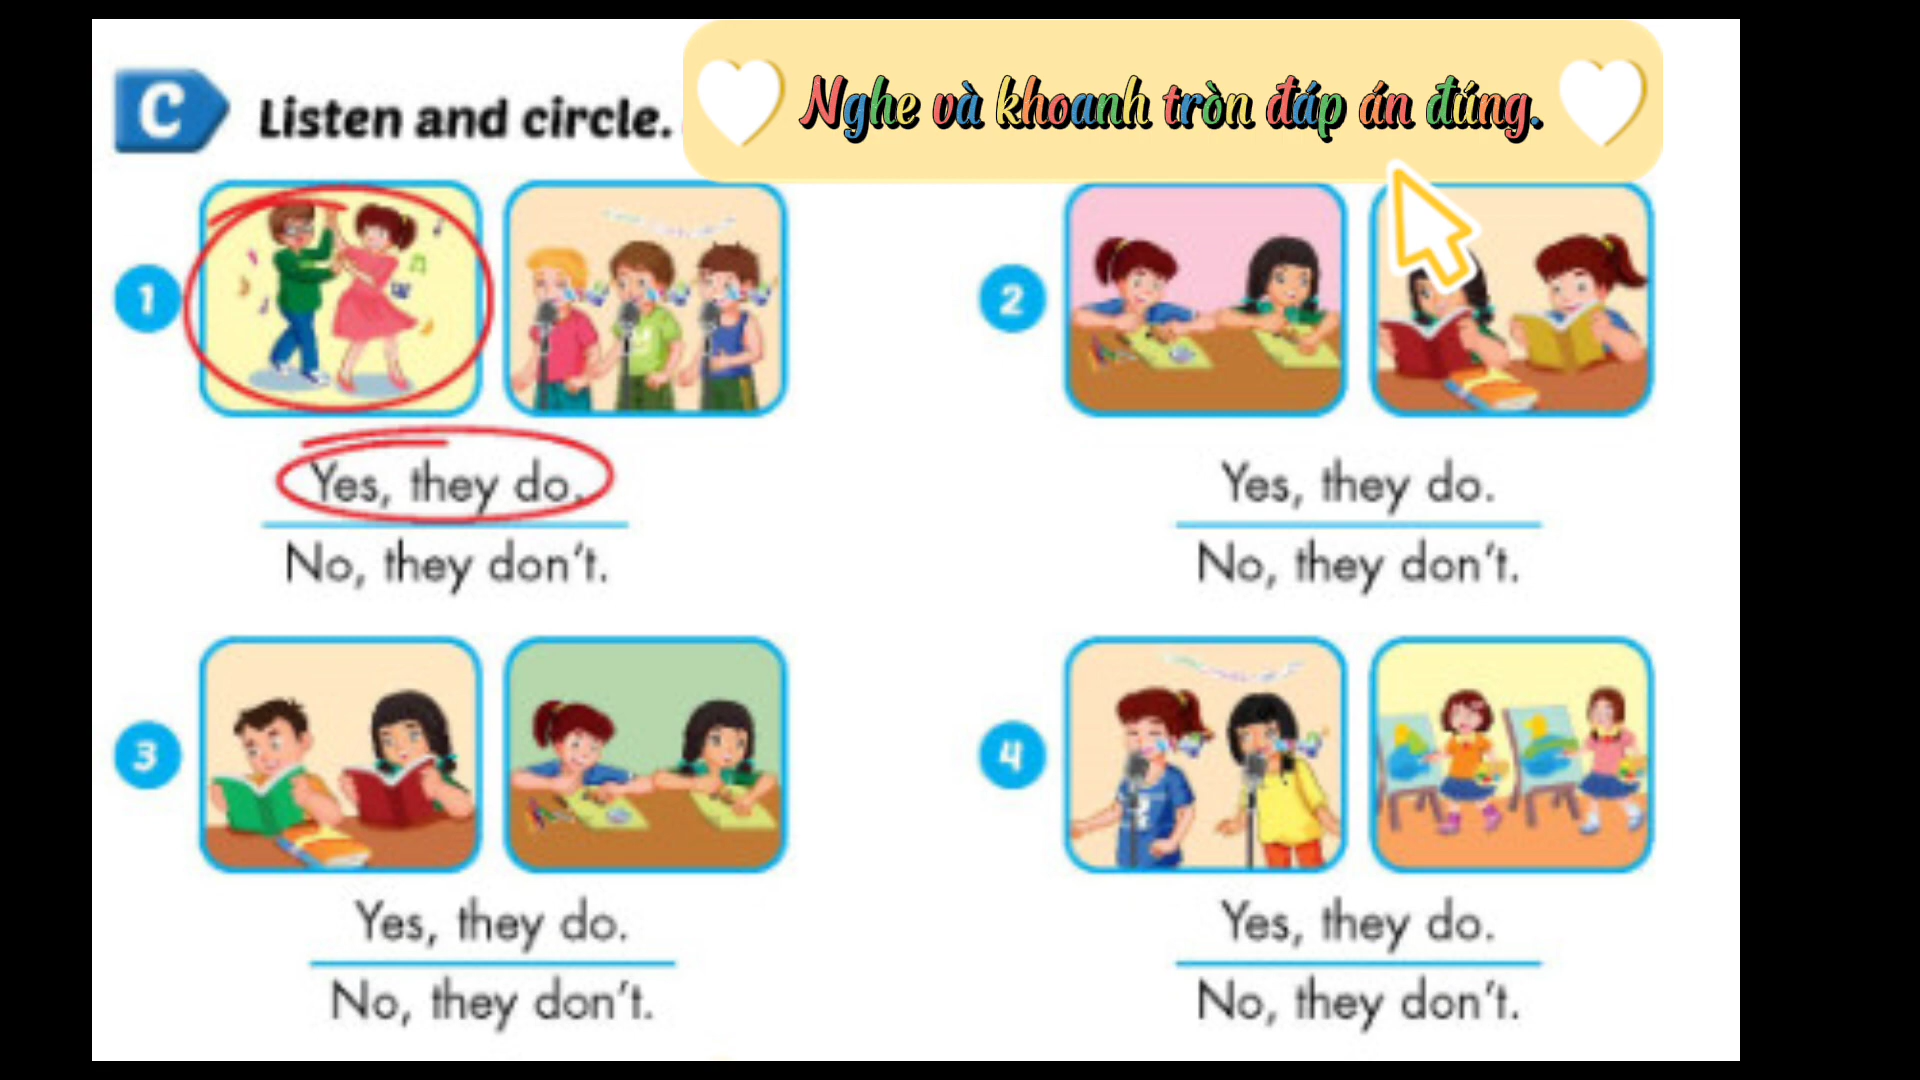 C Listen and circle.
Nghe và khoanh tròn đáp án đúng.
1
2
Yes, they do.
No, they don't.
Yes, they do.
No, they don't.
3
4
Yes, they do.
No, they don't.
Yes, they do.
No, they don't.